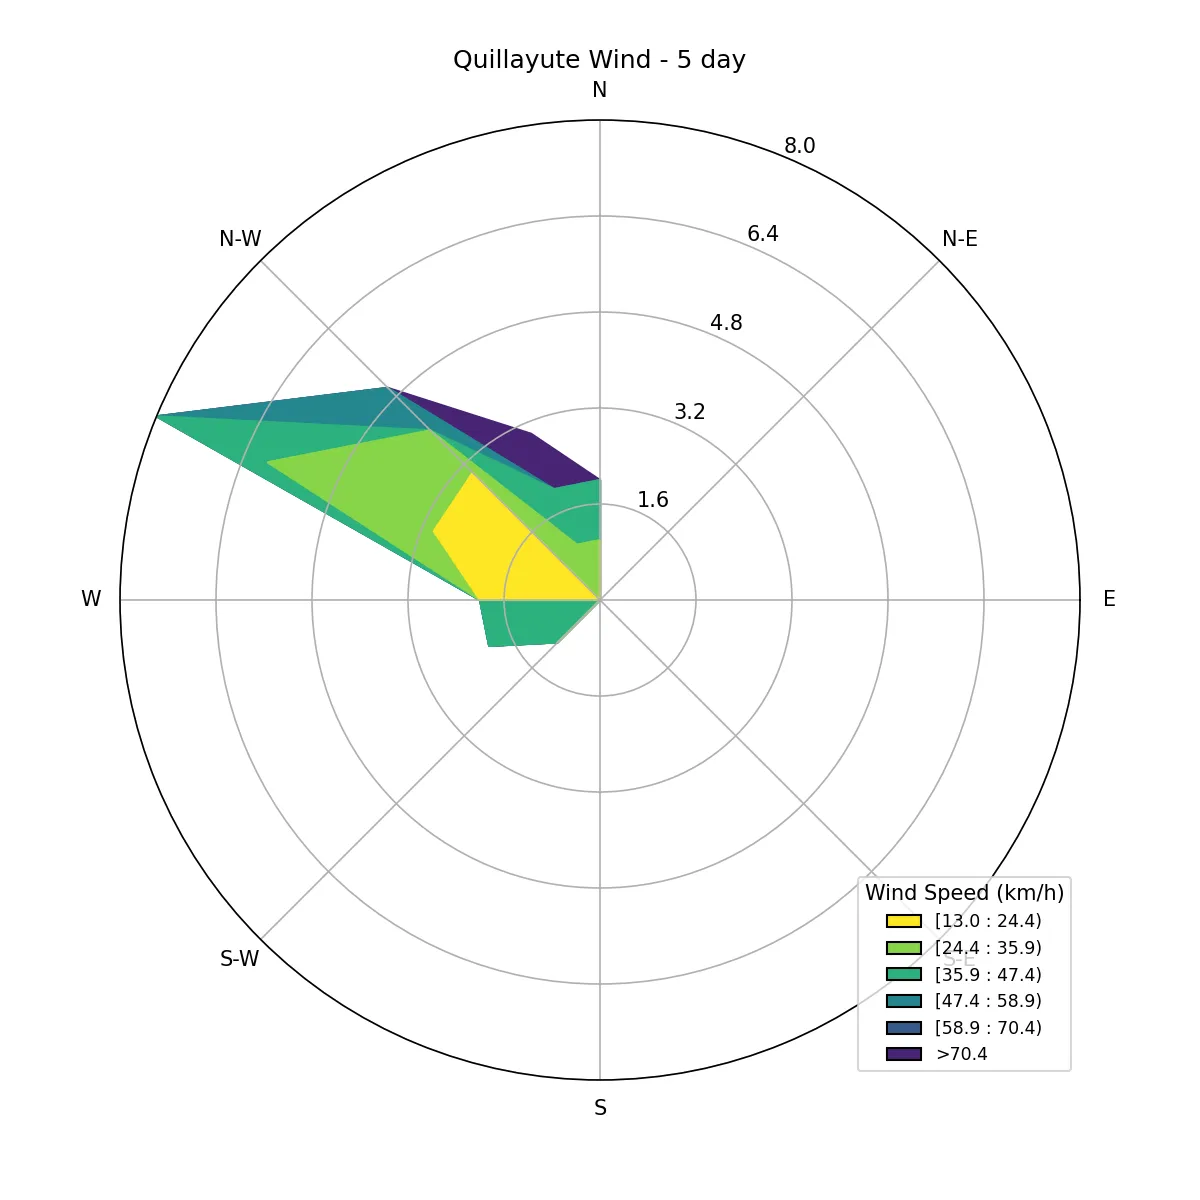 Quillayute Wind - 5 day
N
8.0
N-W
N-E
6.4
4.8
3.2
1.6
W
E
S-W
S-E
S
Wind Speed (km/h)
[13.0 : 24.4)
[24.4 : 35.9)
[35.9 : 47.4)
[47.4 : 58.9)
[58.9 : 70.4)
>70.4